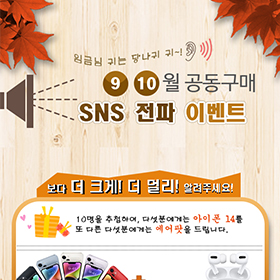 임금님 귀는 당나귀 귀~!
9 10월 공동구매
SNS 전파 이벤트
보다 더 크게! 더 멀리! 알려주세요!
10명을 추첨하여, 다섯분에게는 아이폰 14를
또 다른 다섯분에게는 에어팟을 드립니다.